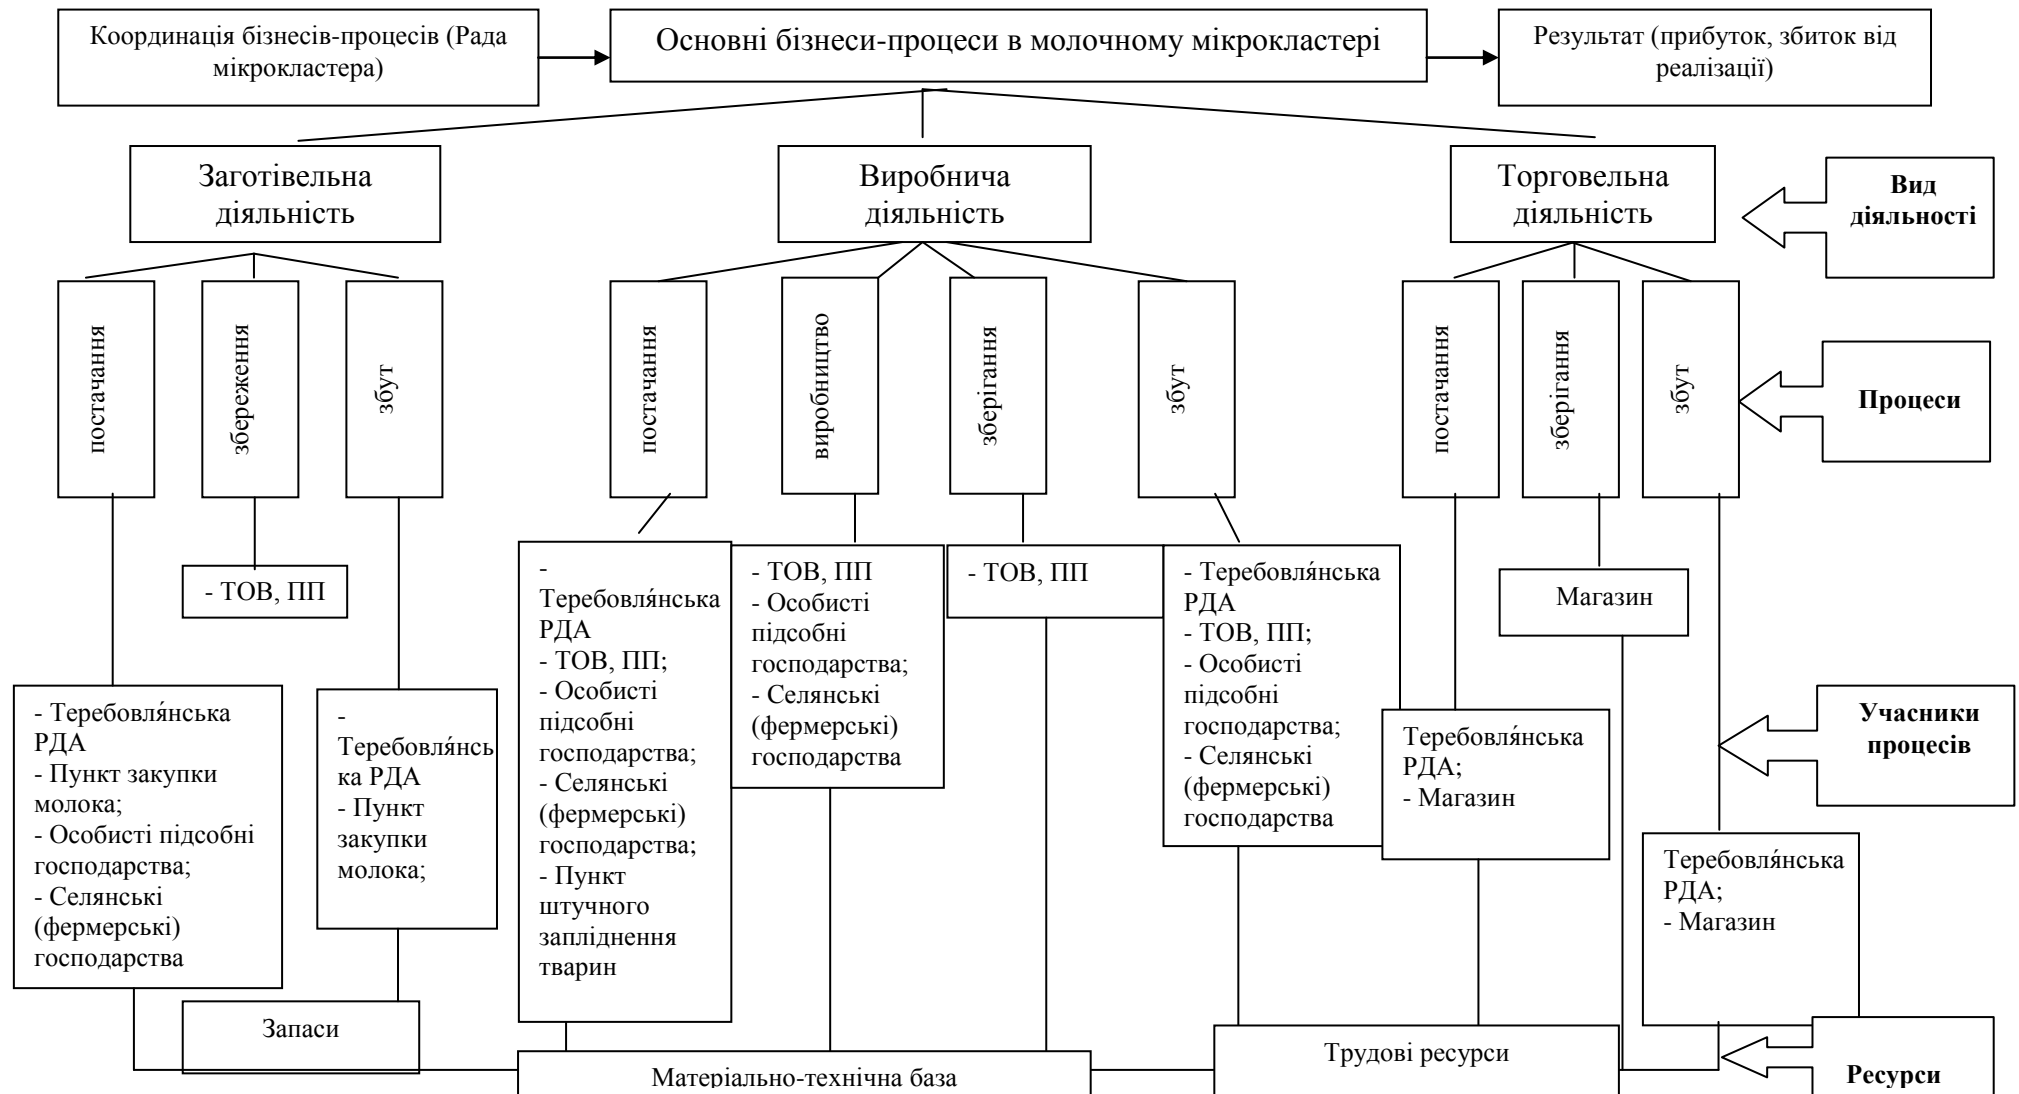 Координація бізнесів-процесів (Рада
мікрокластера)
Основні бізнеси-процеси в молочному мікрокластері
Результат (прибуток, збиток від
реалізації)
Заготівельна
діяльність
Виробнича
діяльність
Торговельна
діяльність
Вид
діяльності
постачання
збереження
збут
постачання
виробництво
зберігання
збут
постачання
зберігання
збут
Процеси
- ТОВ, ПП
- Теребовля́нська
РДА
- Пункт закупки
молока;
- Особисті підсобні
господарства;
- Селянські
(фермерські)
господарства
-
Теребовля́нсь
ка РДА
- Пункт
закупки
молока;
-
Теребовля́нська
РДА
- ТОВ, ПП;
- Особисті
підсобні
господарства;
- Селянські
(фермерські)
господарства;
- Пункт
штучного
запліднення
тварин
- ТОВ, ПП
- Особисті
підсобні
господарства;
- Селянські
(фермерські)
господарства
- ТОВ, ПП
- Теребовля́нська
РДА
- ТОВ, ПП;
- Особисті
підсобні
господарства;
- Селянські
(фермерські)
господарства
Теребовля́нська
РДА;
- Магазин
Магазин
Теребовля́нська
РДА;
- Магазин
Учасники
процесів
Запаси
Матеріально-технічна база
Трудові ресурси
Ресурси